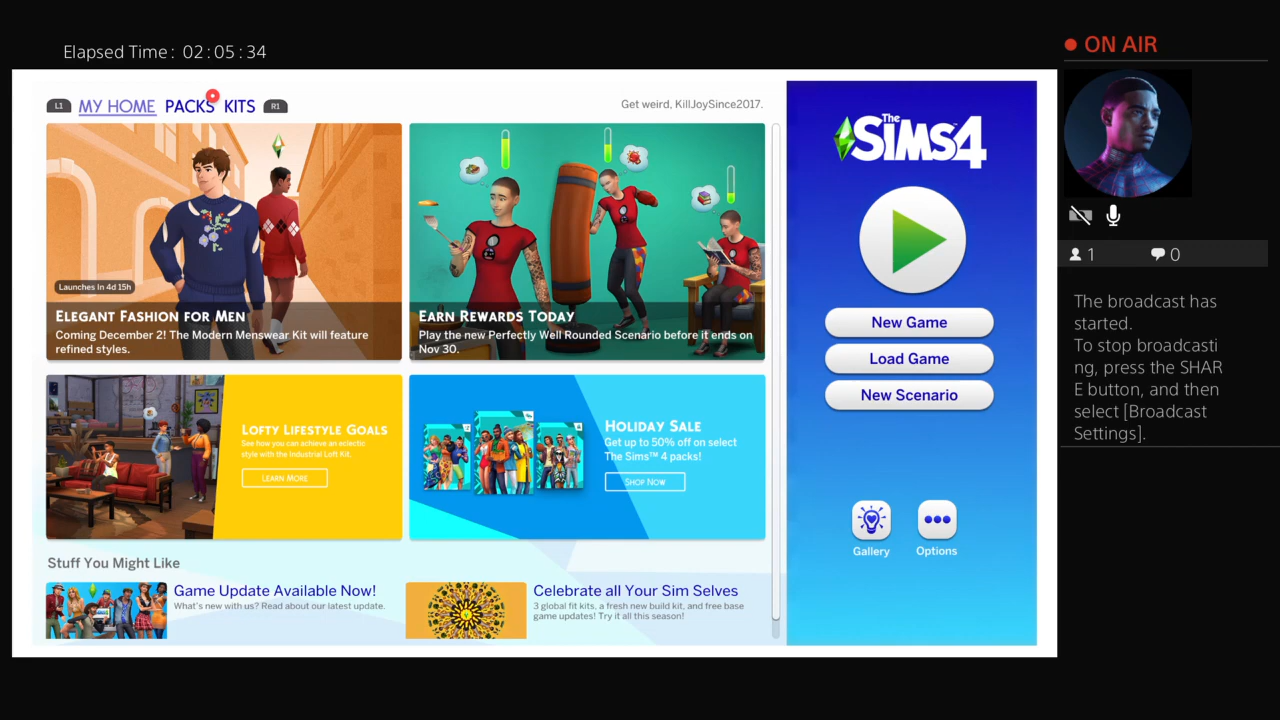 Elapsed Time: 02:05:34
ON AIR
L1 MY HOME PACKS KITS R1
Get weird, KillJoySince2017.
Launches In 4d 15h
ELEGANT FASHION FOR MEN
Coming December 2! The Modern Menswear Kit will feature
refined styles.
EARN REWARDS TODAY
Play the new Perfectly Well Rounded Scenario before it ends on
Nov 30.
LOFTY LIFESTYLE GOALS
See how you can achieve an eclectic
style with the Industrial Loft Kit.
LEARN MORE
HOLIDAY SALE
Get up to 50% off on select
The Sims™ 4 packs!
SHOP NOW
Stuff You Might Like
Game Update Available Now!
What's new with us? Read about our latest update.
Celebrate all Your Sim Selves
3 global fit kits, a fresh new build kit, and free base
game updates! Try it all this season!
The SIMS 4
New Game
Load Game
New Scenario
Gallery
Options
1 0
The broadcast has
started.
To stop broadcasti
ng, press the SHAR
E button, and then
select [Broadcast
Settings].